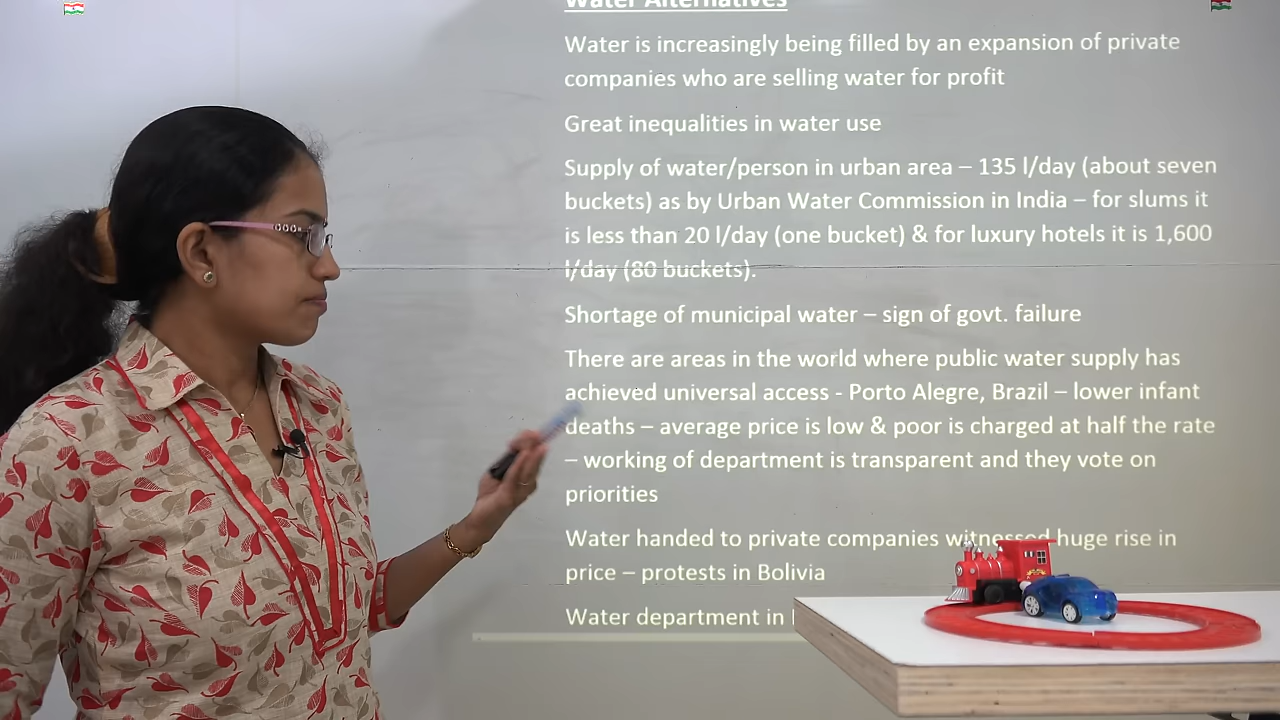 Water Alternatives
Water is increasingly being filled by an expansion of private
companies who are selling water for profit
Great inequalities in water use
Supply of water/person in urban area – 135 l/day (about seven
buckets) as by Urban Water Commission in India – for slums it
is less than 20 l/day (one bucket) & for luxury hotels it is 1,600
l/day (80 buckets).
Shortage of municipal water – sign of govt. failure
There are areas in the world where public water supply has
achieved universal access - Porto Alegre, Brazil – lower infant
deaths – average price is low & poor is charged at half the rate
– working of department is transparent and they vote on
priorities
Water handed to private companies witnessed huge rise in
price – protests in Bolivia
Water department in